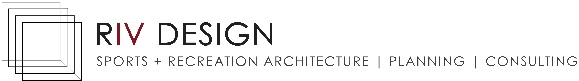 RIV DESIGN
SPORTS + RECREATION ARCHITECTURE | PLANNING | CONSULTING